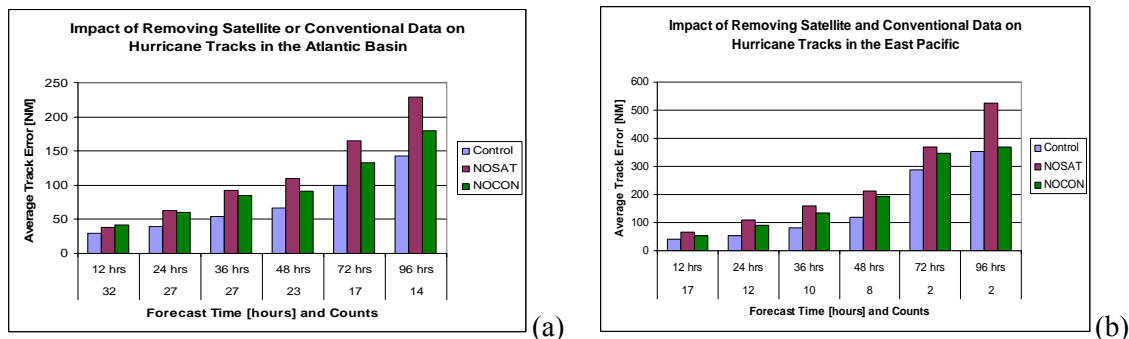 Impact of Removing Satellite or Conventional Data on
Hurricane Tracks in the Atlantic Basin
Average Track Error [NM]
250
200
150
100
50
0
12 hrs 24 hrs 36 hrs 48 hrs 72 hrs 96 hrs
32 27 27 23 17 14
Forecast Time [hours] and Counts
Control
NOSAT
NOCON
(a)
Impact of Removing Satellite and Conventional Data on
Hurricane Tracks in the East Pacific
Average Track Error [NM]
600
500
400
300
200
100
0
12 hrs 24 hrs 36 hrs 48 hrs 72 hrs 96 hrs
17 12 10 8 2 2
Forecast Time [hours] and Counts
Control
NOSAT
NOCON
(b)